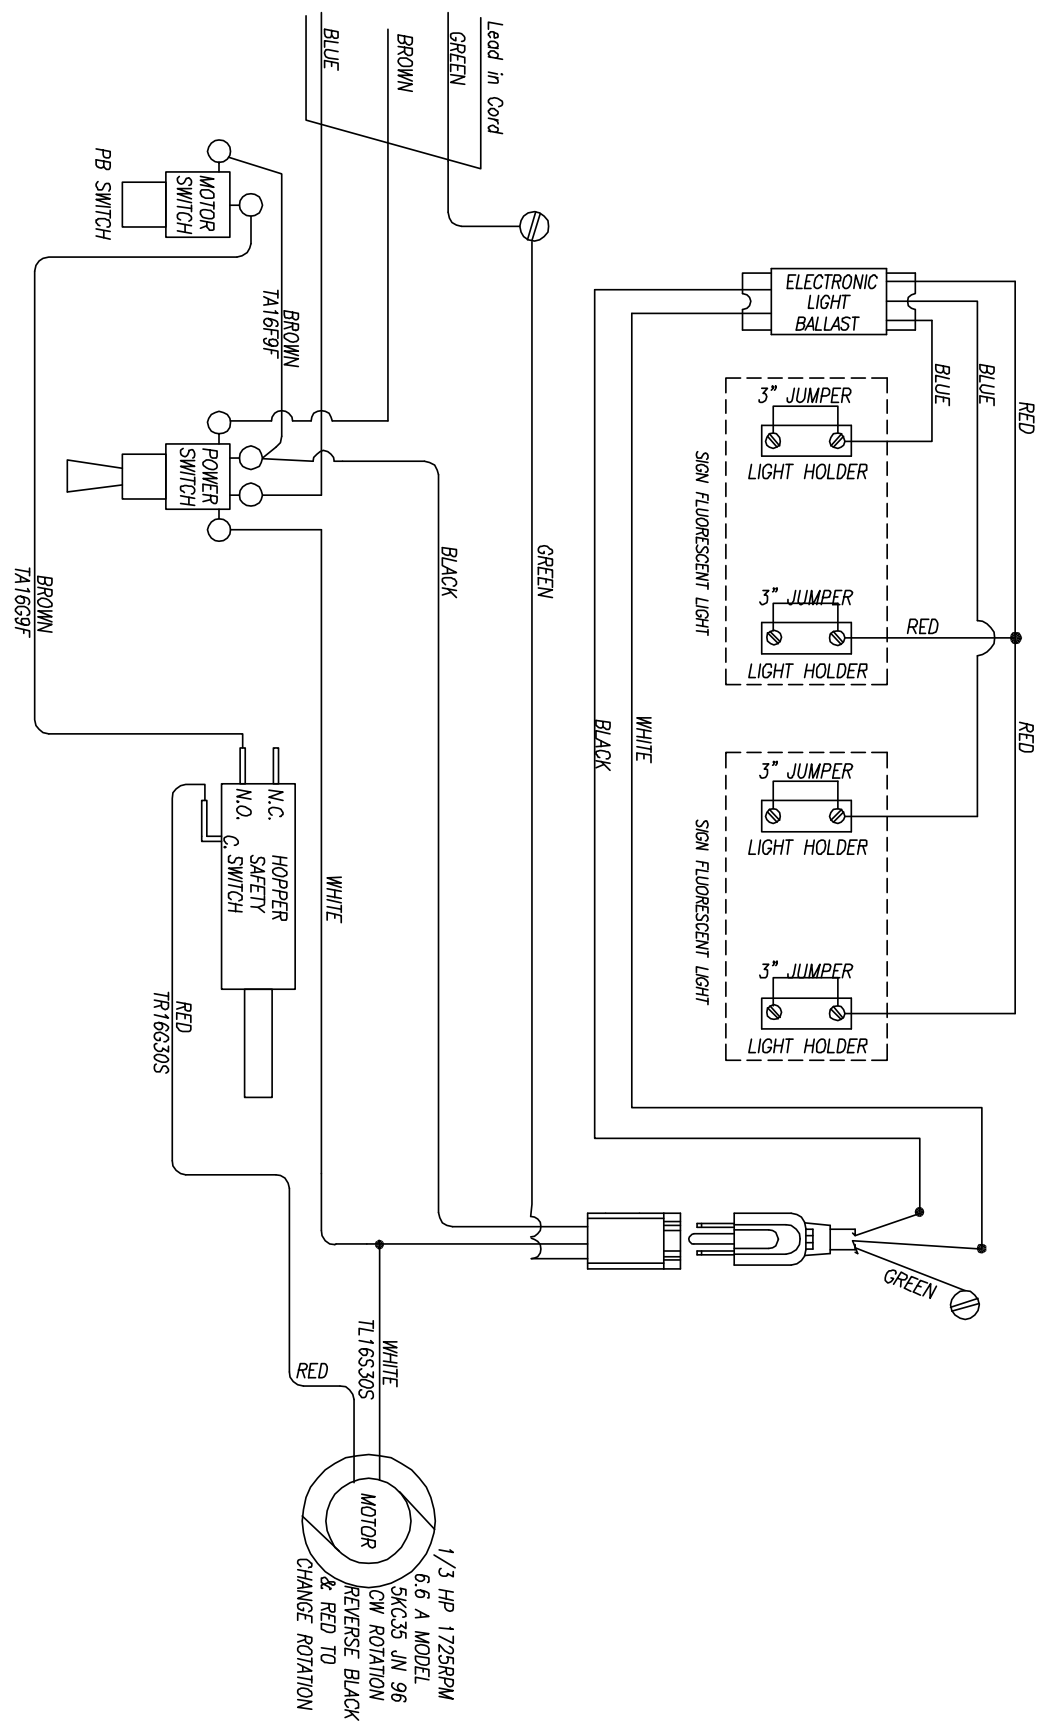 Lead in Cord
GREEN
BROWN
BLUE
MOTOR
SWITCH
PB SWITCH
BROWN
TA16F9F
POWER
SWITCH
BROWN
TA16G9F
BLACK
GREEN
WHITE
N.C.
N.O.
C.
HOPPER
SAFETY
SWITCH
RED
TR16G30S
RED
WHITE
TL16S30S
MOTOR
1/3 HP 1725RPM
6.6 A MODEL
5KC35 JN 96
CW ROTATION
REVERSE BLACK
& RED TO
CHANGE ROTATION
ELECTRONIC
LIGHT
BALLAST
BLUE
BLUE
RED
3" JUMPER
LIGHT HOLDER
SIGN FLUORESCENT LIGHT
3" JUMPER
RED
LIGHT HOLDER
RED
WHITE
BLACK
3" JUMPER
LIGHT HOLDER
SIGN FLUORESCENT LIGHT
3" JUMPER
LIGHT HOLDER
GREEN